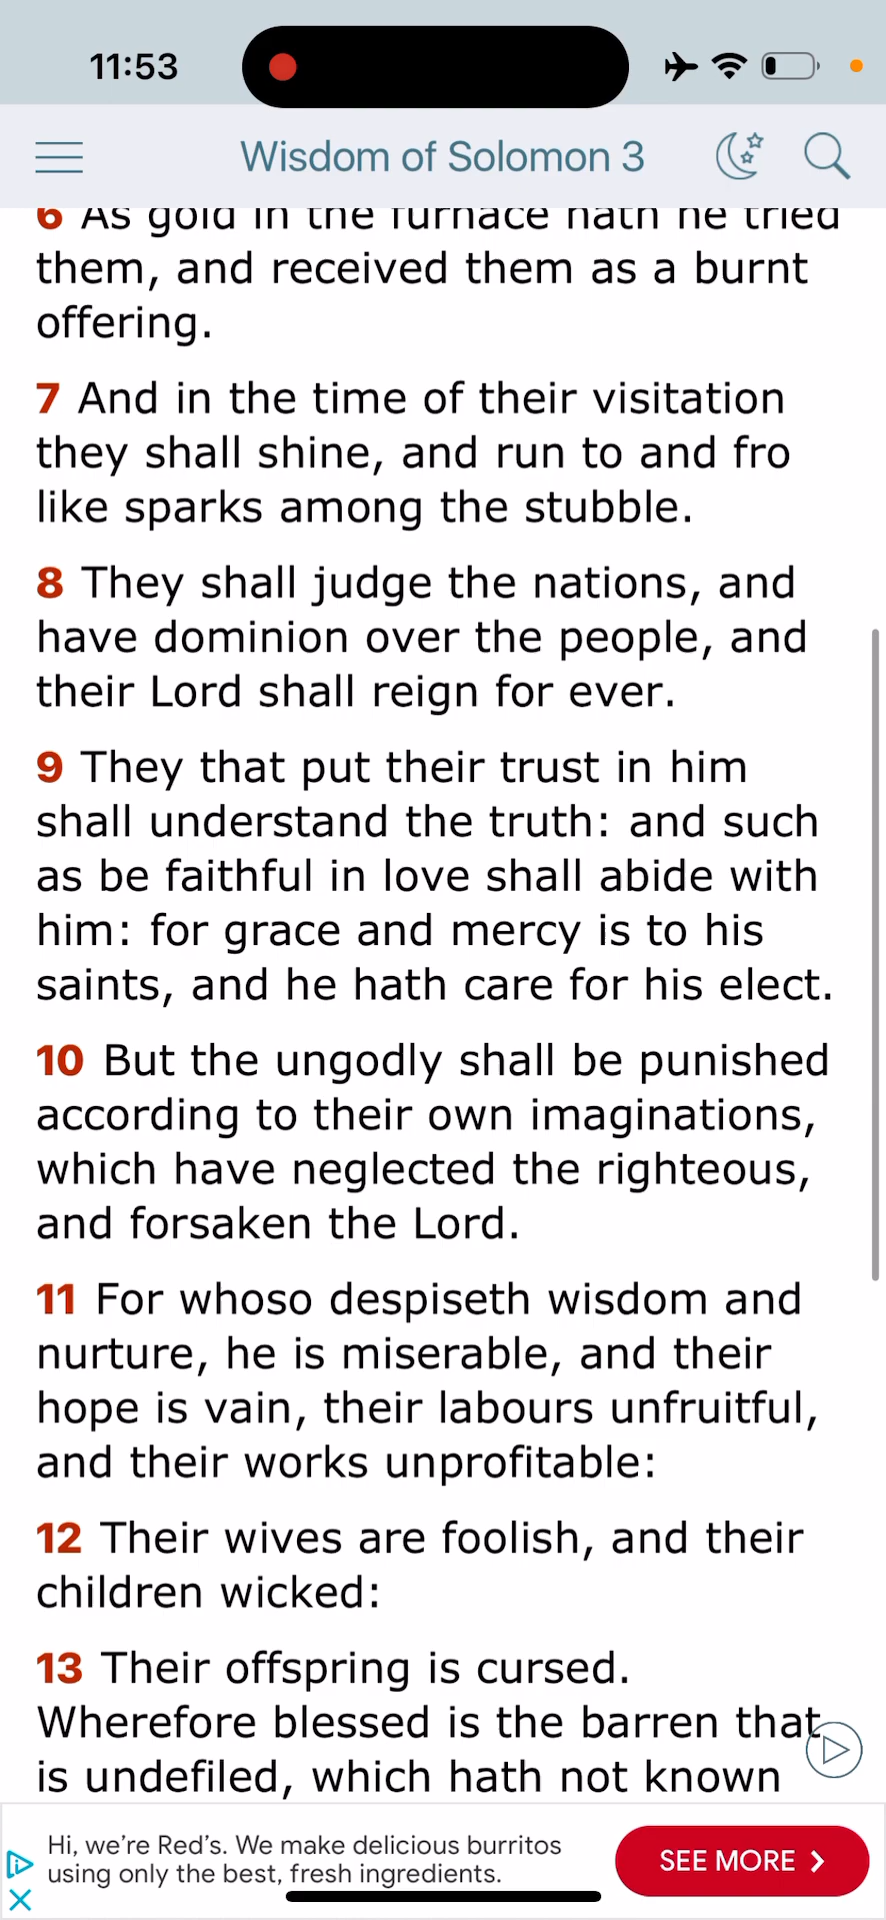 11:53
Wisdom of Solomon 3
6 As gold in the furnace hath he tried
them, and received them as a burnt
offering.
7 And in the time of their visitation
they shall shine, and run to and fro
like sparks among the stubble.
8 They shall judge the nations, and
have dominion over the people, and
their Lord shall reign for ever.
9 They that put their trust in him
shall understand the truth: and such
as be faithful in love shall abide with
him: for grace and mercy is to his
saints, and he hath care for his elect.
10 But the ungodly shall be punished
according to their own imaginations,
which have neglected the righteous,
and forsaken the Lord.
11 For whoso despiseth wisdom and
nurture, he is miserable, and their
hope is vain, their labours unfruitful,
and their works unprofitable:
12 Their wives are foolish, and their
children wicked:
13 Their offspring is cursed.
Wherefore blessed is the barren that
is undefiled, which hath not known
Hi, we're Red's. We make delicious burritos
using only the best, fresh ingredients.
SEE MORE